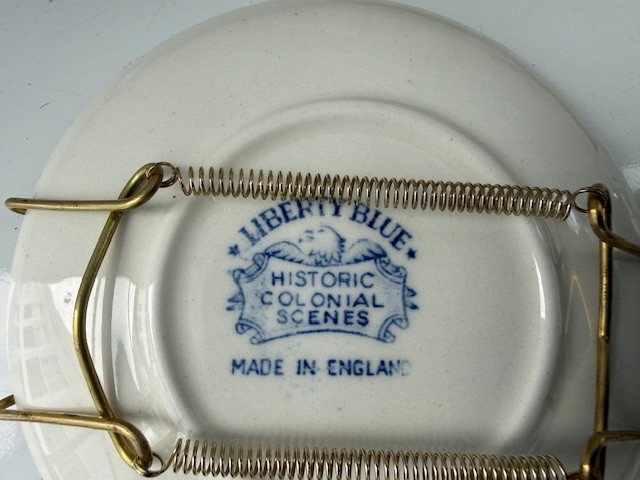 LIBERTY BLUE
HISTORIC
COLONIAL
SCENES
MADE IN ENGLAND